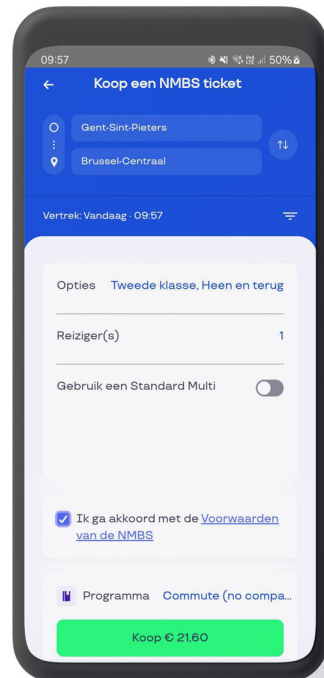 09:57 50%
Koop een NMBS ticket
Gent-Sint-Pieters
Brussel-Centraal
Vertrek: Vandaag · 09:57
Opties Tweede klasse, Heen en terug
Reiziger(s) 1
Gebruik een Standard Multi
Ik ga akkoord met de Voorwaarden
van de NMBS
Programma Commute (no compa...
Koop € 21,60